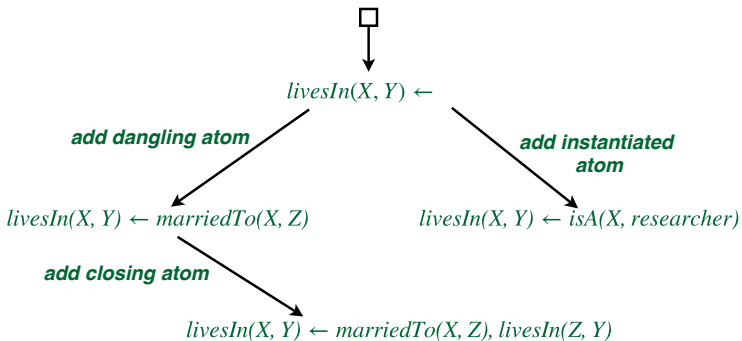 livesIn(X, Y) ←
add dangling atom
add instantiated
atom
livesIn(X, Y) ← marriedTo(X, Z)
livesIn(X, Y) ← isA(X, researcher)
add closing atom
livesIn(X, Y) ← marriedTo(X, Z), livesIn(Z, Y)